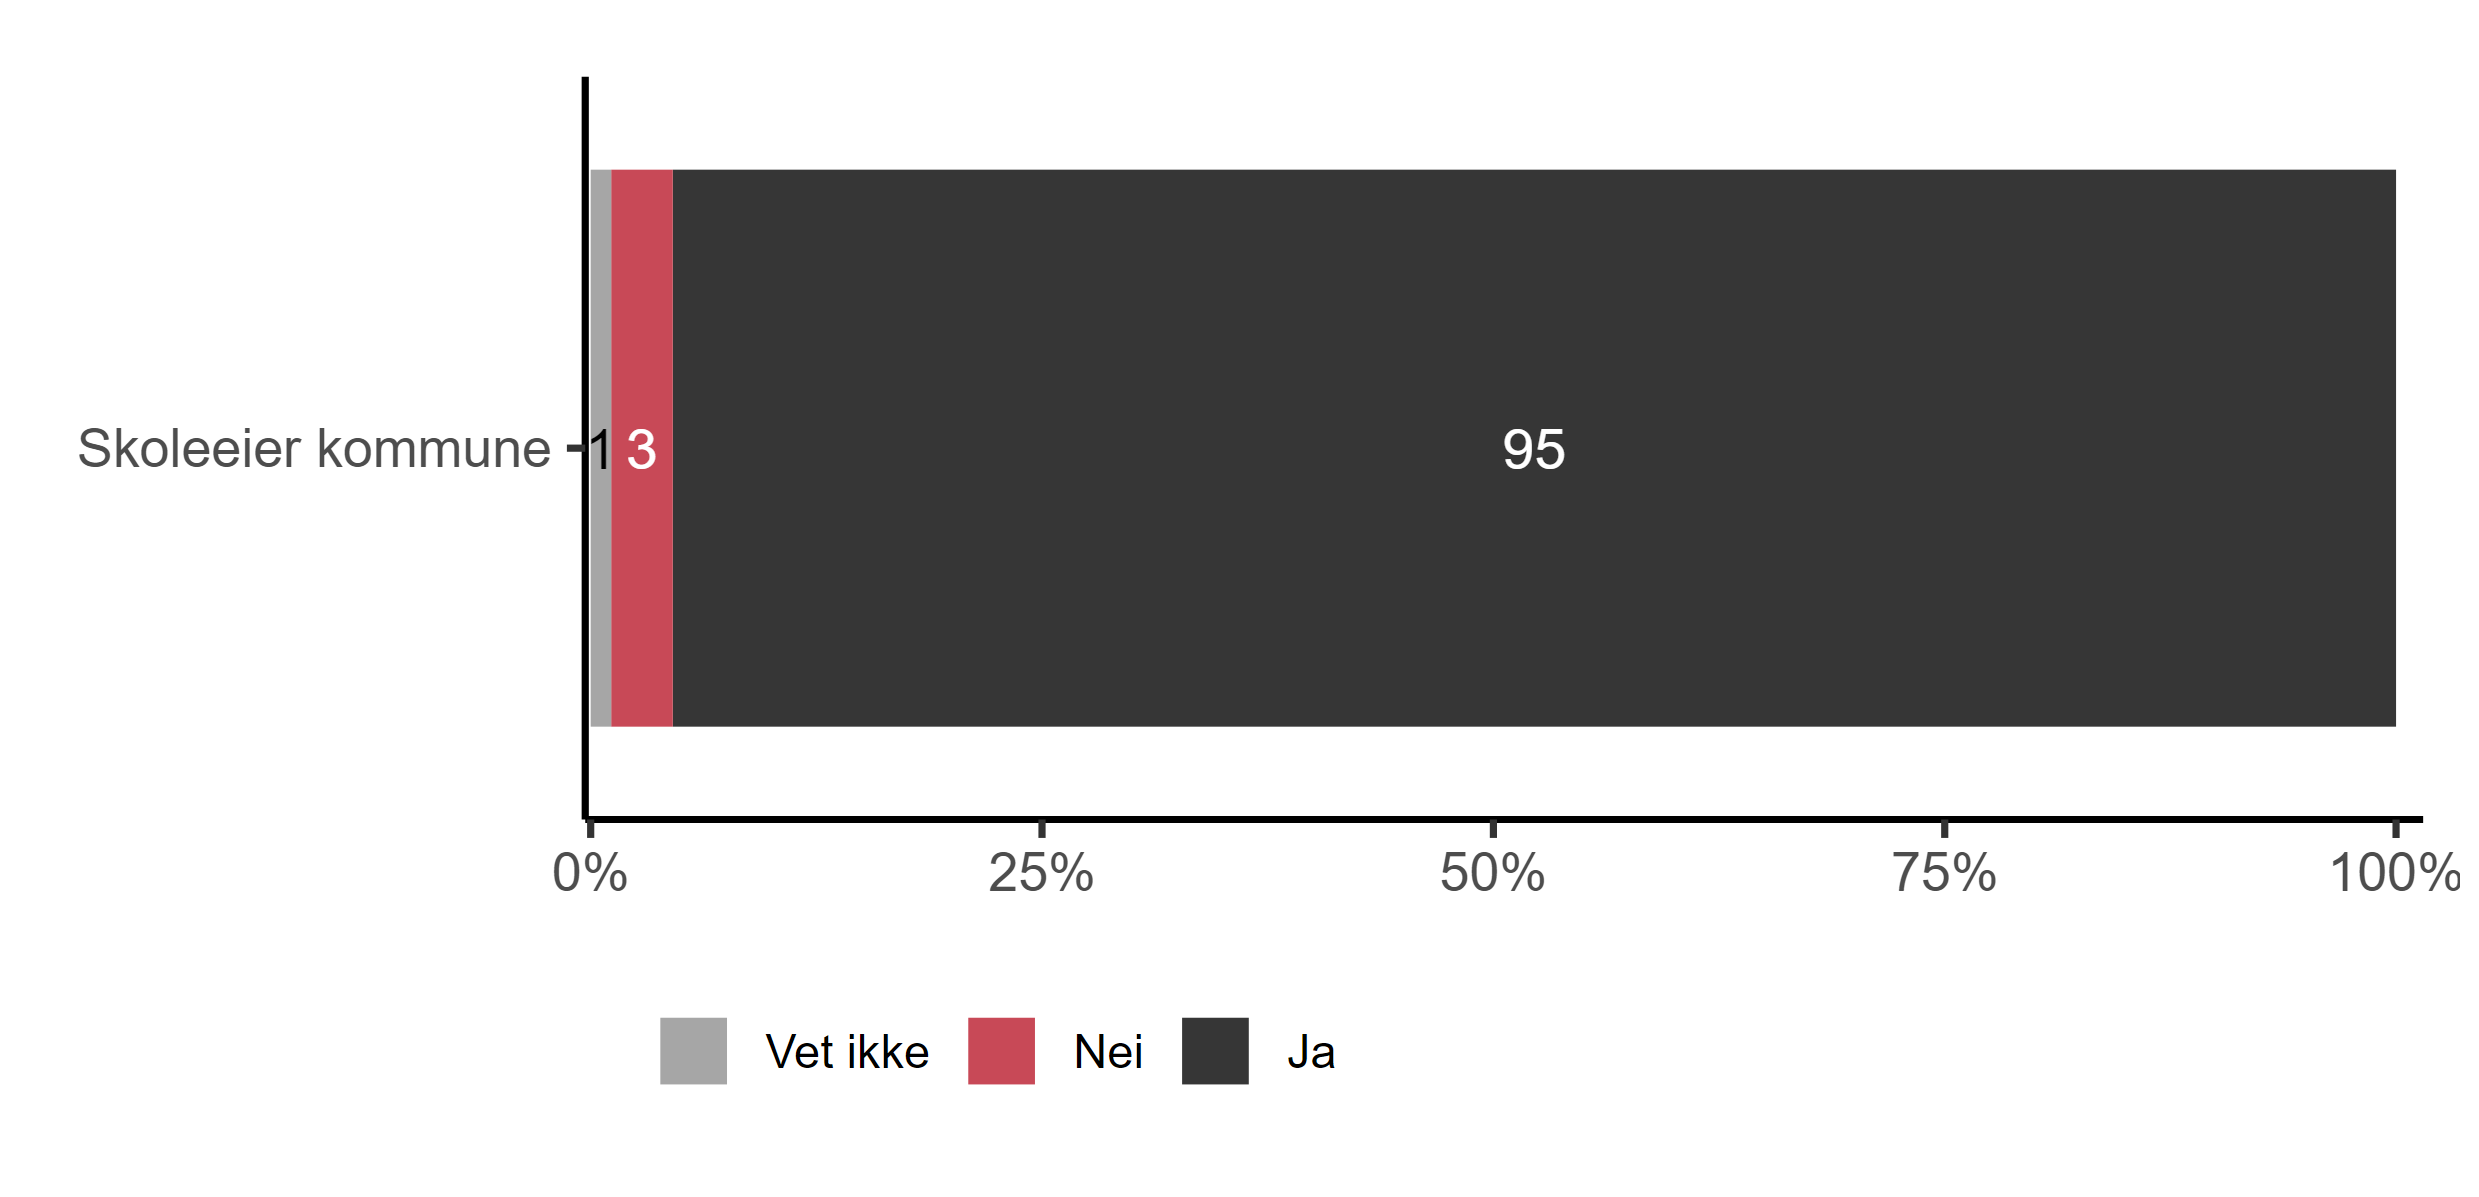 Skoleeier kommune
1 3 95
0% 25% 50% 75% 100%
Vet ikke Nei Ja